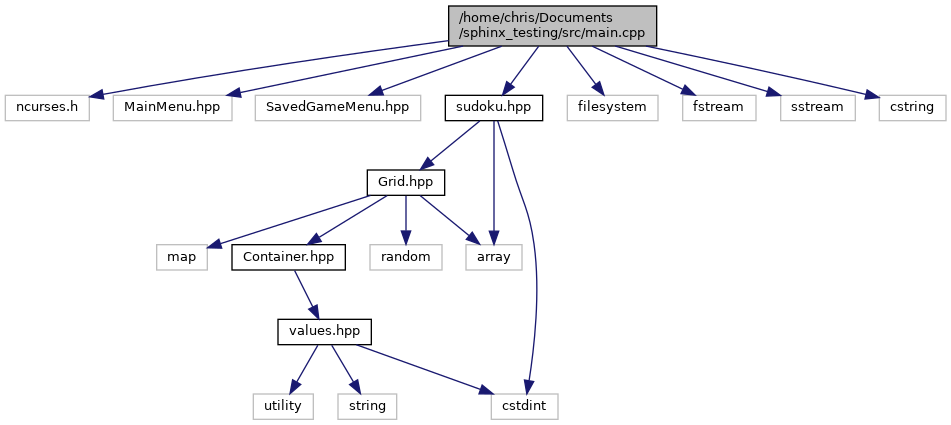 /home/chris/Documents
/sphinx_testing/src/main.cpp
ncurses.h
MainMenu.hpp
SavedGameMenu.hpp
sudoku.hpp
filesystem
fstream
sstream
cstring
Grid.hpp
map
Container.hpp
random
array
values.hpp
utility
string
cstdint